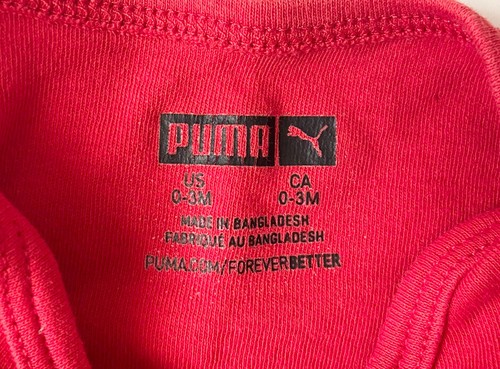 PUMA
US CA
0-3M 0-3M
MADE IN BANGLADESH
FABRIQUÉ AU BANGLADESH
PUMA.COM/FOREVERBETTER